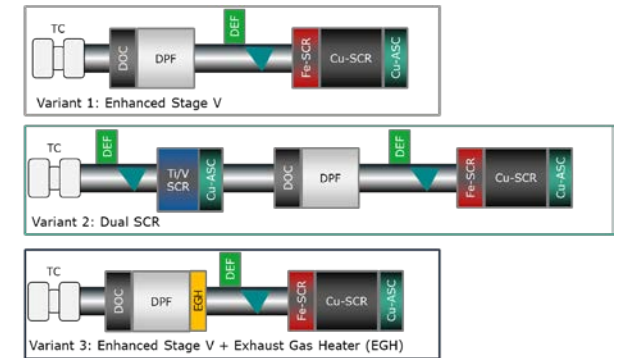 TC
DEF
DOC
DPF
Fe-SCR
Cu-SCR
Cu-ASC
Variant 1: Enhanced Stage V
TC
DEF
Ti/V
SCR
Cu-ASC
DOC
DPF
DEF
Fe-SCR
Cu-SCR
Cu-ASC
Variant 2: Dual SCR
TC
DOC
DPF
EGH
DEF
Fe-SCR
Cu-SCR
Cu-ASC
Variant 3: Enhanced Stage V + Exhaust Gas Heater (EGH)